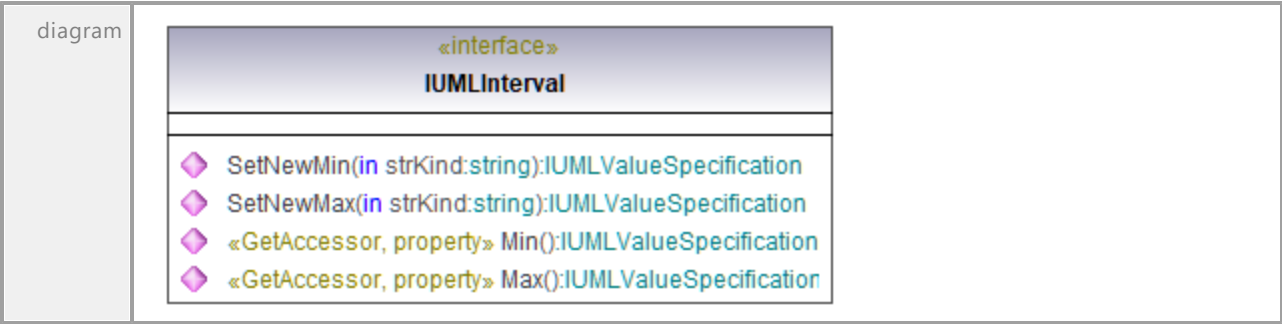 diagram
«interface»
IUMLInterval
SetNewMin(in strKind:string):IUMLValueSpecification
SetNewMax(in strKind:string):IUMLValueSpecification
«GetAccessor, property» Min():IUMLValueSpecification
«GetAccessor, property» Max():IUMLValueSpecification